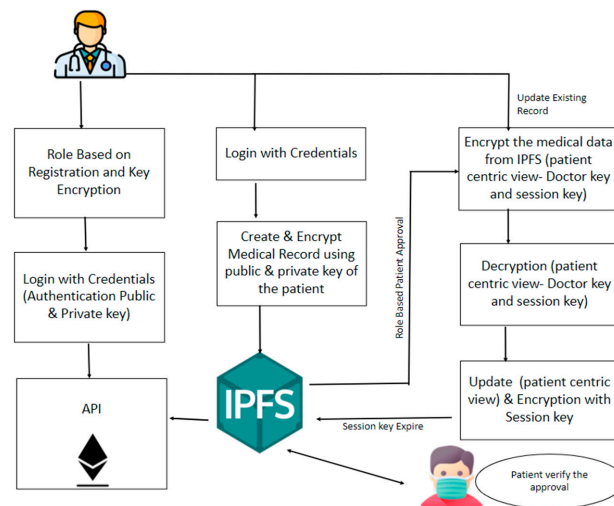 Update Existing
Record
Role Based on
Registration and Key
Encryption
Login with Credentials
Encrypt the medical data
from IPFS (patient
centric view- Doctor key
and session key)
Login with Credentials
(Authentication Public
& Private key)
Create & Encrypt
Medical Record using
public & private key of
the patient
Role Based Patient Approval
Decryption (patient
centric view- Doctor key
and session key)
API
IPFS
Update (patient centric
view) & Encryption with
Session key
Session key Expire
Patient verify the
approval